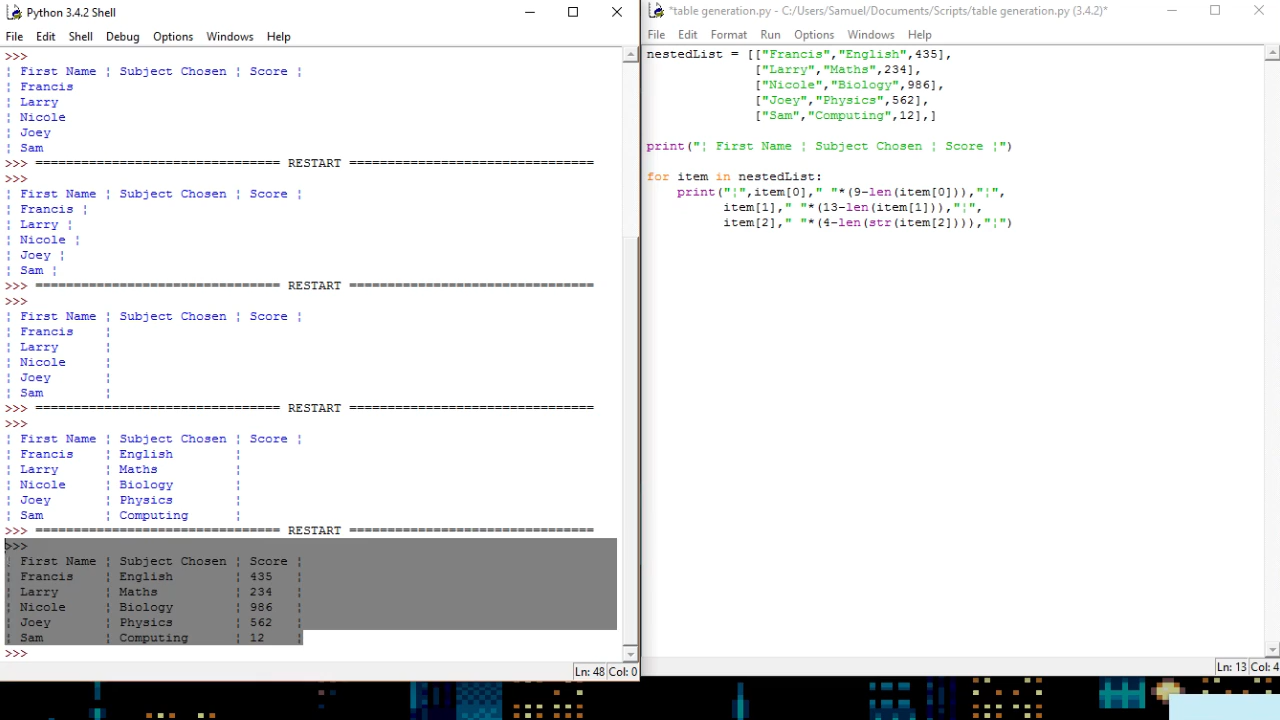 Python 3.4.2 Shell
File Edit Shell Debug Options Windows Help
>>>
¦ First Name ¦ Subject Chosen ¦ Score ¦
¦ Francis
¦ Larry
¦ Nicole
¦ Joey
¦ Sam
>>> ================================ RESTART ================================
>>>
¦ First Name ¦ Subject Chosen ¦ Score ¦
¦ Francis ¦
¦ Larry ¦
¦ Nicole ¦
¦ Joey ¦
¦ Sam ¦
>>> ================================ RESTART ================================
>>>
¦ First Name ¦ Subject Chosen ¦ Score ¦
¦ Francis    ¦
¦ Larry      ¦
¦ Nicole     ¦
¦ Joey       ¦
¦ Sam        ¦
>>> ================================ RESTART ================================
>>>
¦ First Name ¦ Subject Chosen ¦ Score ¦
¦ Francis    ¦ English        ¦
¦ Larry      ¦ Maths          ¦
¦ Nicole     ¦ Biology        ¦
¦ Joey       ¦ Physics        ¦
¦ Sam        ¦ Computing      ¦
>>> ================================ RESTART ================================
>>>
¦ First Name ¦ Subject Chosen ¦ Score ¦
¦ Francis    ¦ English        ¦ 435   ¦
¦ Larry      ¦ Maths          ¦ 234   ¦
¦ Nicole     ¦ Biology        ¦ 986   ¦
¦ Joey       ¦ Physics        ¦ 562   ¦
¦ Sam        ¦ Computing      ¦ 12    ¦
>>>
Ln: 48 Col: 0
*table generation.py - C:/Users/Samuel/Documents/Scripts/table generation.py (3.4.2)*
File Edit Format Run Options Windows Help
nestedList = [["Francis","English",435],
              ["Larry","Maths",234],
              ["Nicole","Biology",986],
              ["Joey","Physics",562],
              ["Sam","Computing",12],]
print("¦ First Name ¦ Subject Chosen ¦ Score ¦")
for item in nestedList:
    print("¦",item[0]," "*(9-len(item[0])),"¦",
          item[1]," "*(13-len(item[1])),"¦",
          item[2]," "*(4-len(str(item[2]))),"¦")
Ln: 13 Col: 4